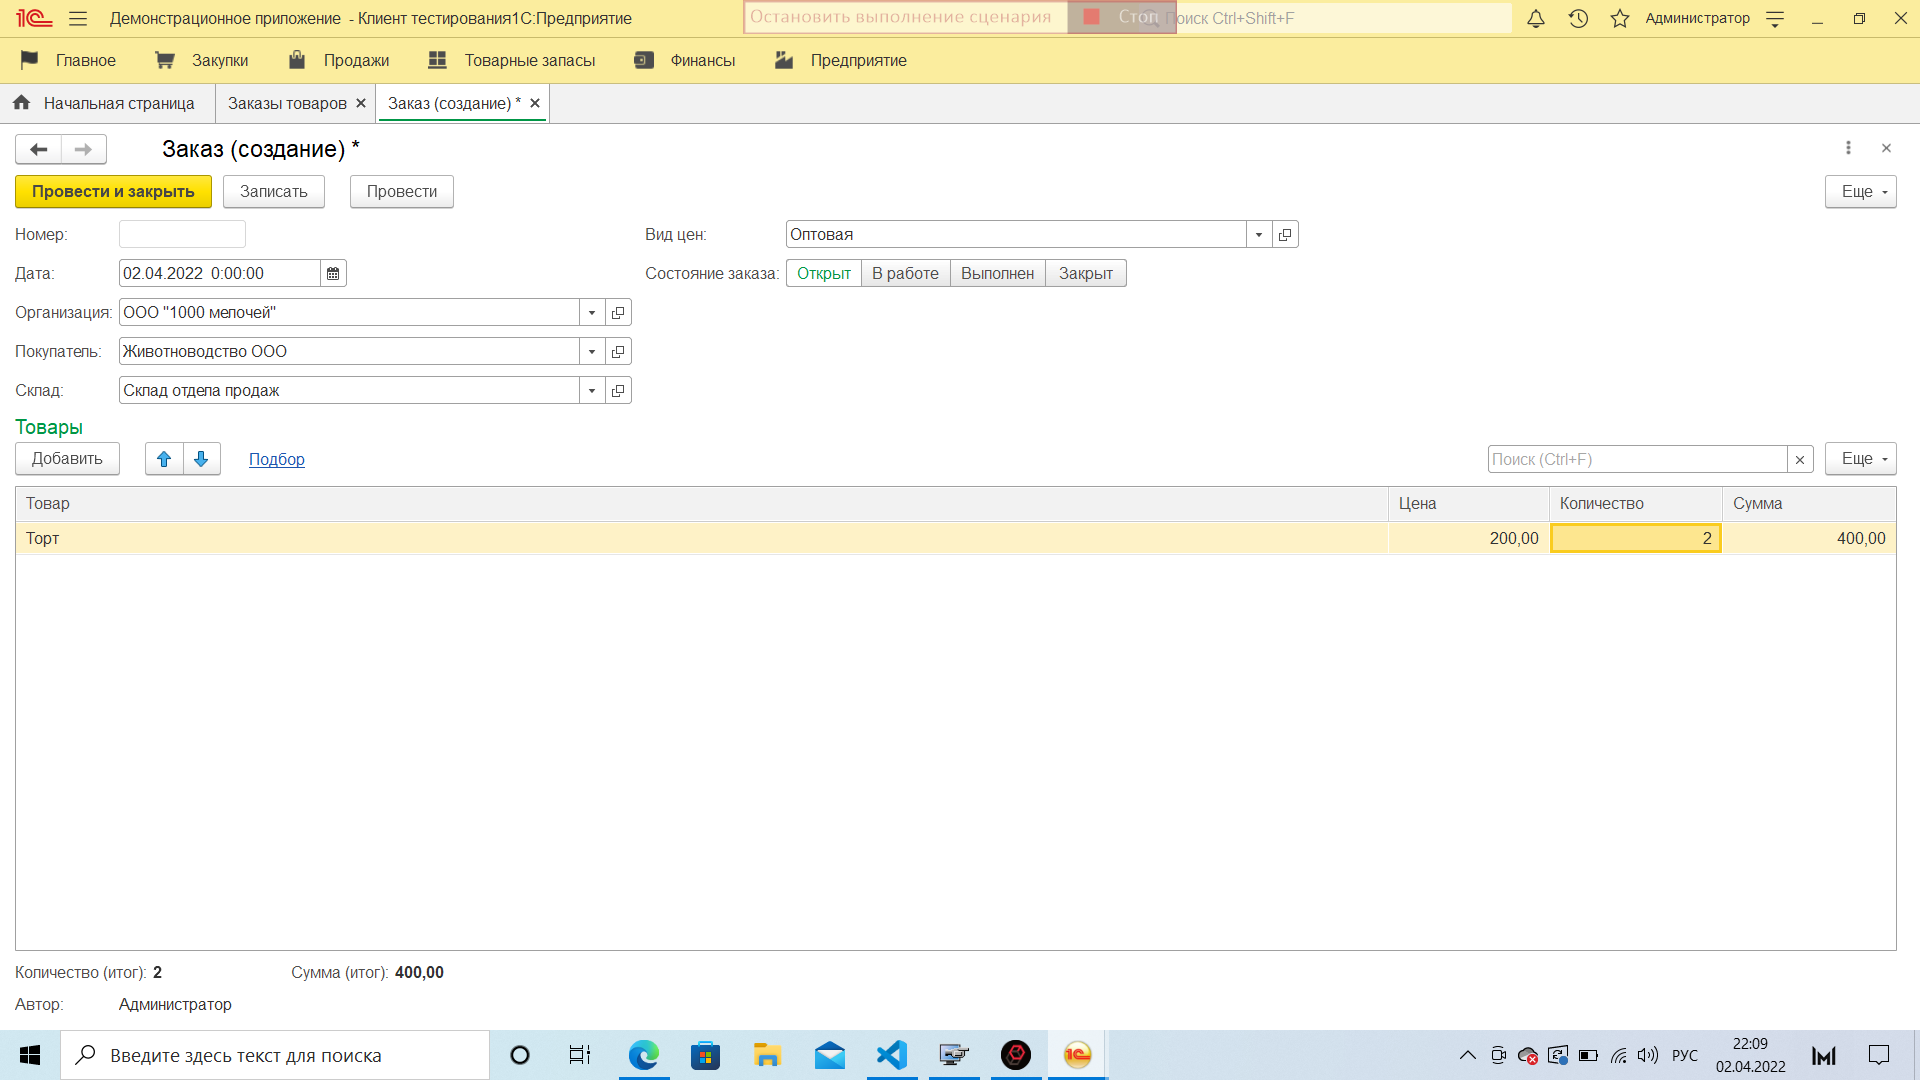 Демонстрационное приложение - Клиент тестирования1С:Предприятие
Остановить выполнение сценария
Стоп
Поиск Ctrl+Shift+F
Администратор
Главное
Закупки
Продажи
Товарные запасы
Финансы
Предприятие
Начальная страница
Заказы товаров
Заказ (создание) *
Заказ (создание) *
Провести и закрыть
Записать
Провести
Еще
Номер:
Вид цен: Оптовая
Дата: 02.04.2022 0:00:00
Состояние заказа: Открыт В работе Выполнен Закрыт
Организация: ООО "1000 мелочей"
Покупатель: Животноводство ООО
Склад: Склад отдела продаж
Товары
Добавить
Подбор
Поиск (Ctrl+F)
Еще
Товар Цена Количество Сумма
Торт 200,00 2 400,00
Количество (итог): 2 Сумма (итог): 400,00
Автор: Администратор
Введите здесь текст для поиска
РУС
22:09
02.04.2022